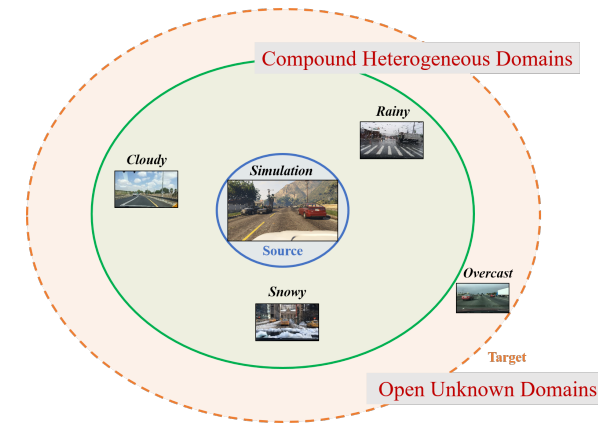 Compound Heterogeneous Domains
Rainy
Cloudy
Simulation
Source
Overcast
Snowy
Target
Open Unknown Domains